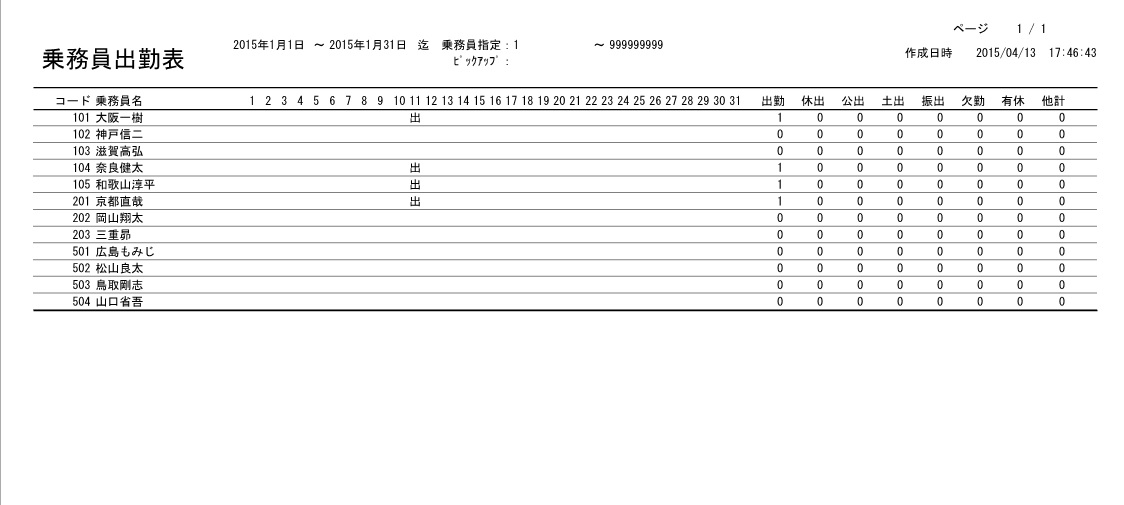 ページ 1 / 1
乗務員出勤表 2015年1月1日 ～ 2015年1月31日 迄 乗務員指定：1 ～ 999999999
作成日時 2015/04/13 17:46:43
ﾋﾟｯｸｱｯﾌﾟ：
コード 乗務員名 1 2 3 4 5 6 7 8 9 10 11 12 13 14 15 16 17 18 19 20 21 22 23 24 25 26 27 28 29 30 31 出勤 休出 公出 土出 振出 欠勤 有休 他計
101 大阪一樹 出 1 0 0 0 0 0 0 0
102 神戸信二 0 0 0 0 0 0 0 0
103 滋賀高弘 0 0 0 0 0 0 0 0
104 奈良健太 出 1 0 0 0 0 0 0 0
105 和歌山淳平 出 1 0 0 0 0 0 0 0
201 京都直哉 出 1 0 0 0 0 0 0 0
202 岡山翔太 0 0 0 0 0 0 0 0
203 三重昴 0 0 0 0 0 0 0 0
501 広島もみじ 0 0 0 0 0 0 0 0
502 松山良太 0 0 0 0 0 0 0 0
503 鳥取剛志 0 0 0 0 0 0 0 0
504 山口省吾 0 0 0 0 0 0 0 0